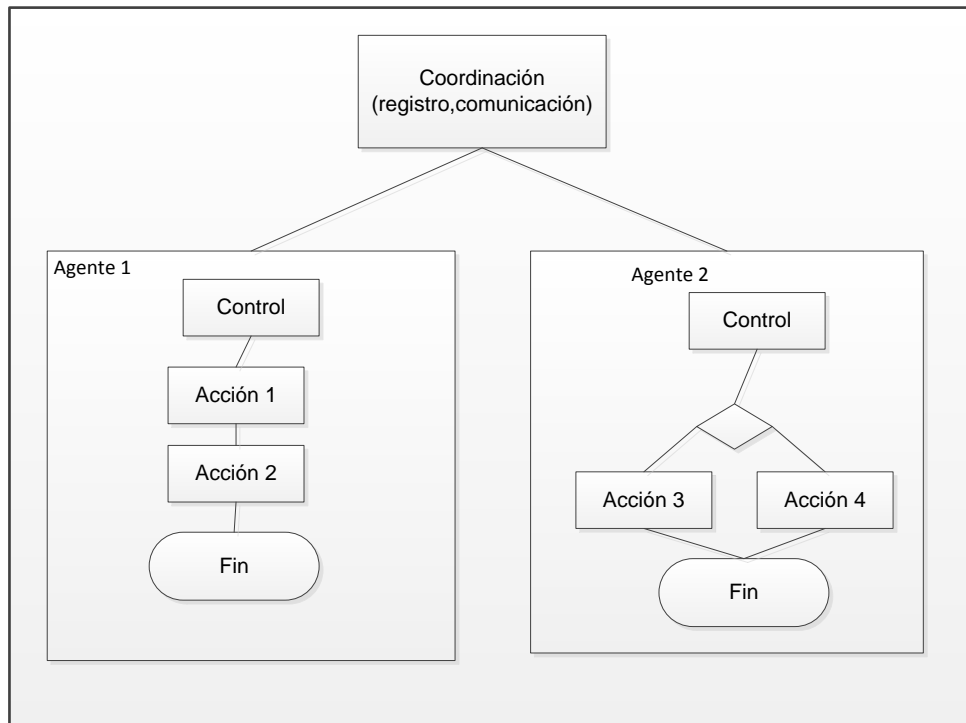 Coordinación
(registro,comunicación)
Agente 1
Control
Acción 1
Acción 2
Fin
Agente 2
Control
Acción 3
Acción 4
Fin